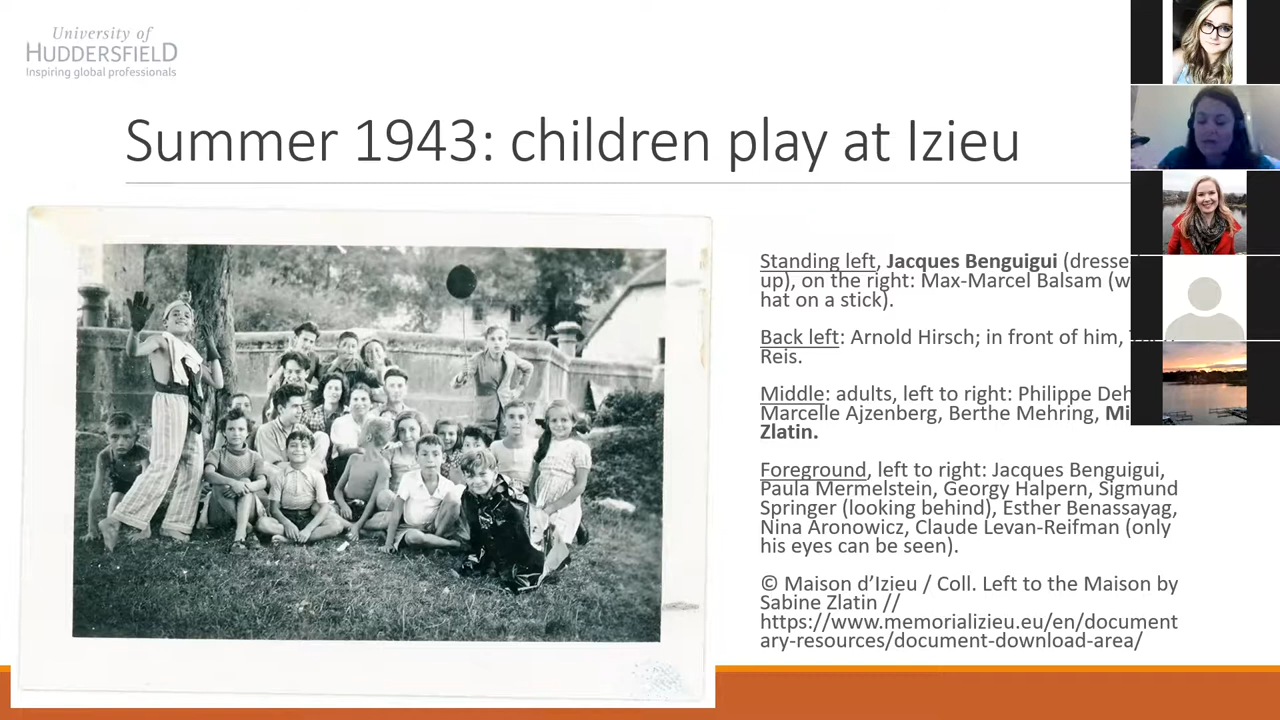 University of
HUDDERSFIELD
Inspiring global professionals
Summer 1943: children play at Izieu
Standing left, Jacques Benguigui (dresse
up), on the right: Max-Marcel Balsam (w
hat on a stick).
Back left: Arnold Hirsch; in front of him,
Reis.
Middle: adults, left to right: Philippe Deh
Marcelle Ajzenberg, Berthe Mehring, Mi
Zlatin.
Foreground, left to right: Jacques Benguigui,
Paula Mermelstein, Georgy Halpern, Sigmund
Springer (looking behind), Esther Benassayag,
Nina Aronowicz, Claude Levan-Reifman (only
his eyes can be seen).
© Maison d’Izieu / Coll. Left to the Maison by
Sabine Zlatin //
https://www.memorializieu.eu/en/document
ary-resources/document-download-area/